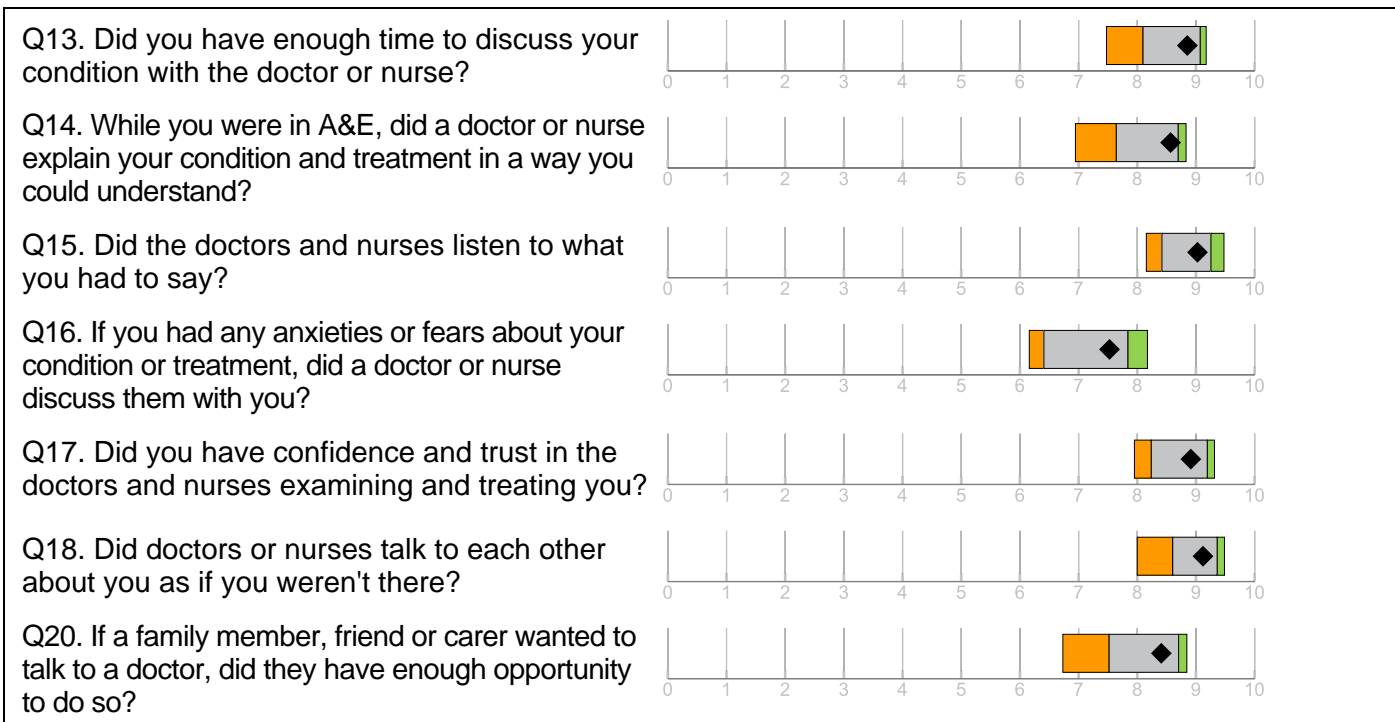 Q13. Did you have enough time to discuss your
condition with the doctor or nurse?
0 1 2 3 4 5 6 7 8 9 10
Q14. While you were in A&E, did a doctor or nurse
explain your condition and treatment in a way you
could understand?
0 1 2 3 4 5 6 7 8 9 10
Q15. Did the doctors and nurses listen to what
you had to say?
0 1 2 3 4 5 6 7 8 9 10
Q16. If you had any anxieties or fears about your
condition or treatment, did a doctor or nurse
discuss them with you?
0 1 2 3 4 5 6 7 8 9 10
Q17. Did you have confidence and trust in the
doctors and nurses examining and treating you?
0 1 2 3 4 5 6 7 8 9 10
Q18. Did doctors or nurses talk to each other
about you as if you weren't there?
0 1 2 3 4 5 6 7 8 9 10
Q20. If a family member, friend or carer wanted to
talk to a doctor, did they have enough opportunity
to do so?
0 1 2 3 4 5 6 7 8 9 10